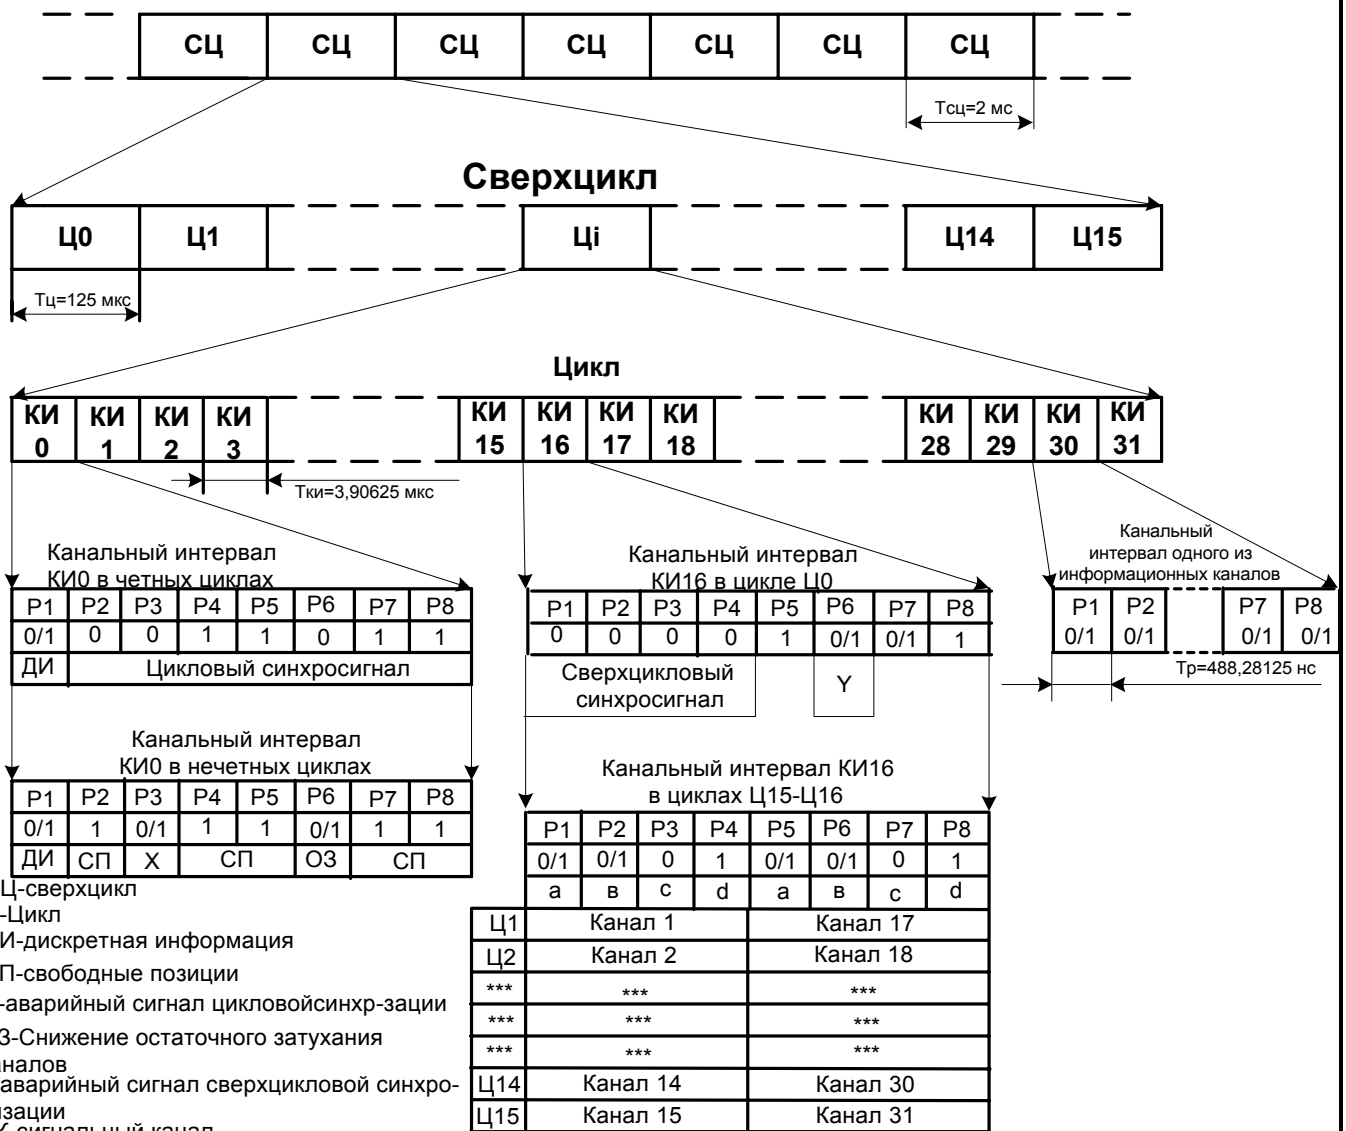 СЦ СЦ СЦ СЦ СЦ СЦ СЦ
Tсц=2 мс
Сверхцикл
Ц0 Ц1 Цi Ц14 Ц15
Тц=125 мкс
Цикл
КИ 0 КИ 1 КИ 2 КИ 3 КИ 15 КИ 16 КИ 17 КИ 18 КИ 28 КИ 29 КИ 30 КИ 31
Тки=3,90625 мкс
Канальный интервал
КИ0 в четных циклах
Р1 Р2 Р3 Р4 Р5 Р6 Р7 Р8
0/1 0 0 1 1 0 1 1
ДИ Цикловый синхросигнал
Канальный интервал
КИ16 в цикле Ц0
Р1 Р2 Р3 Р4 Р5 Р6 Р7 Р8
0 0 0 0 1 0/1 0/1 1
Сверхцикловый
синхросигнал
Y
Канальный
интервал одного из
информационных каналов
Р1 Р2 Р7 Р8
0/1 0/1 0/1 0/1
Тр=488,28125 нс
Канальный интервал
КИ0 в нечетных циклах
Р1 Р2 Р3 Р4 Р5 Р6 Р7 Р8
0/1 1 0/1 1 1 0/1 1 1
ДИ СП Х СП ОЗ СП
Канальный интервал КИ16
в циклах Ц15-Ц16
Р1 Р2 Р3 Р4 Р5 Р6 Р7 Р8
0/1 0/1 0 1 0/1 0/1 0 1
а в с d а в с d
Ц1 Канал 1 Канал 17
Ц2 Канал 2 Канал 18
*** *** ***
*** *** ***
*** *** ***
Ц14 Канал 14 Канал 30
Ц15 Канал 15 Канал 31
Ц-сверхцикл
-Цикл
И-дискретная информация
П-свободные позиции
-аварийный сигнал цикловойсинхр-зации
З-Снижение остаточного затухания
аналов
аварийный сигнал сверхцикловой синхро-
изации
сигнальный канал